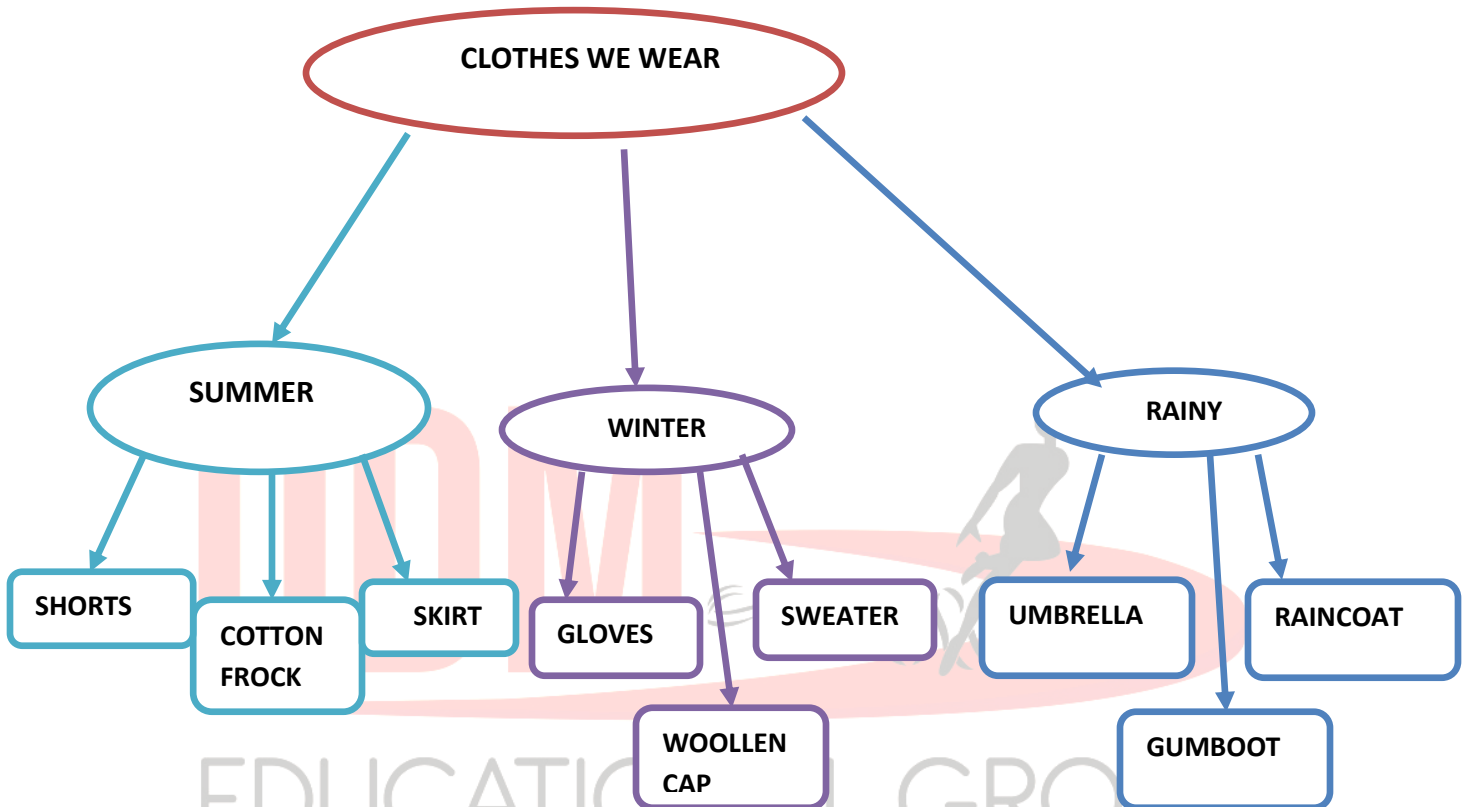 CLOTHES WE WEAR
SUMMER
WINTER
RAINY
SHORTS
COTTON
FROCK
SKIRT
GLOVES
WOOLLEN
CAP
SWEATER
UMBRELLA
GUMBOOT
RAINCOAT